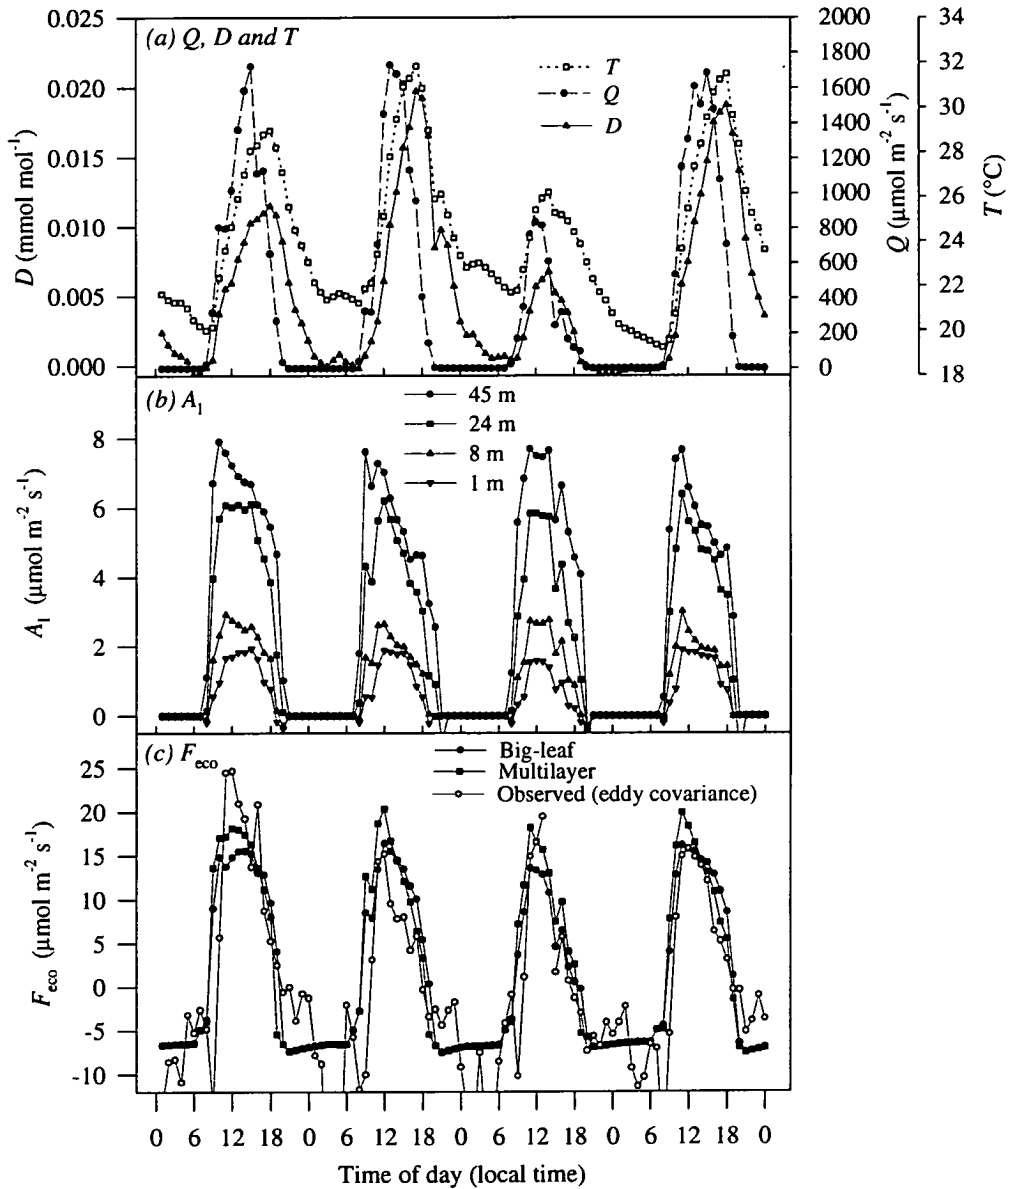 (a) Q, D and T
T
Q
D
0.025
0.020
0.015
0.010
0.005
0.000
D (mmol mol⁻¹)
2000
1800
1600
1400
1200
1000
800
600
400
200
0
Q (μmol m⁻² s⁻¹)
34
32
30
28
26
24
22
20
18
T (°C)
(b) A₁
45 m
24 m
8 m
1 m
8
6
4
2
0
A₁ (μmol m⁻² s⁻¹)
(c) Feco
Big-leaf
Multilayer
Observed (eddy covariance)
25
20
15
10
5
0
-5
-10
Feco (μmol m⁻² s⁻¹)
0 6 12 18 0 6 12 18 0 6 12 18 0 6 12 18 0
Time of day (local time)